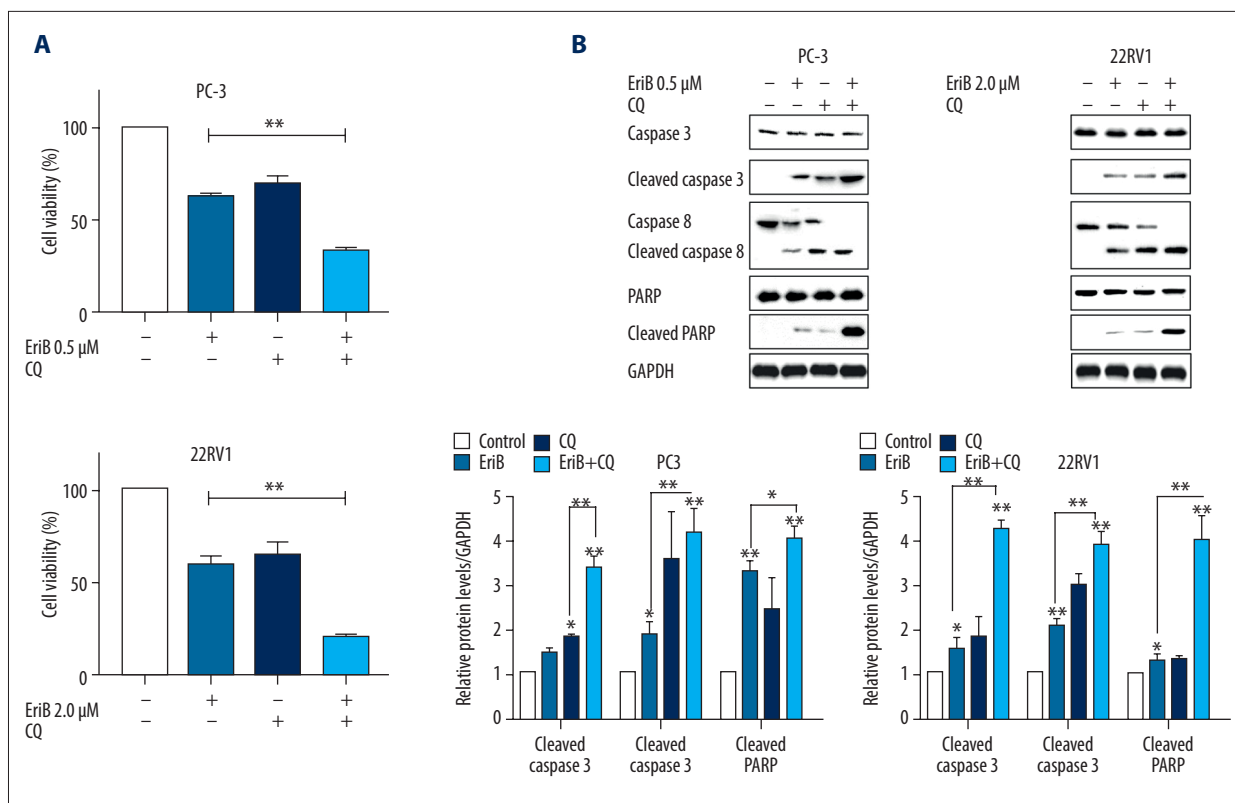 A
PC-3
Cell viability (%)
100
50
0
**
EriB 0.5 µM – + – +
CQ – – + +
22RV1
Cell viability (%)
100
50
0
**
EriB 2.0 µM – + – +
CQ – – + +
B
PC-3
EriB 0.5 µM – + – +
CQ – – + +
Caspase 3
Cleaved caspase 3
Caspase 8
Cleaved caspase 8
PARP
Cleaved PARP
GAPDH
22RV1
EriB 2.0 µM – + – +
CQ – – + +
Control CQ
EriB EriB+CQ
PC3
Relative protein levels/GAPDH
5
4
3
2
1
0
** ** *
** ** **
* * **
Cleaved caspase 3
Cleaved caspase 3
Cleaved PARP
Control CQ
EriB EriB+CQ
22RV1
Relative protein levels/GAPDH
5
4
3
2
1
0
** ** **
** ** **
* ** *
Cleaved caspase 3
Cleaved caspase 3
Cleaved PARP